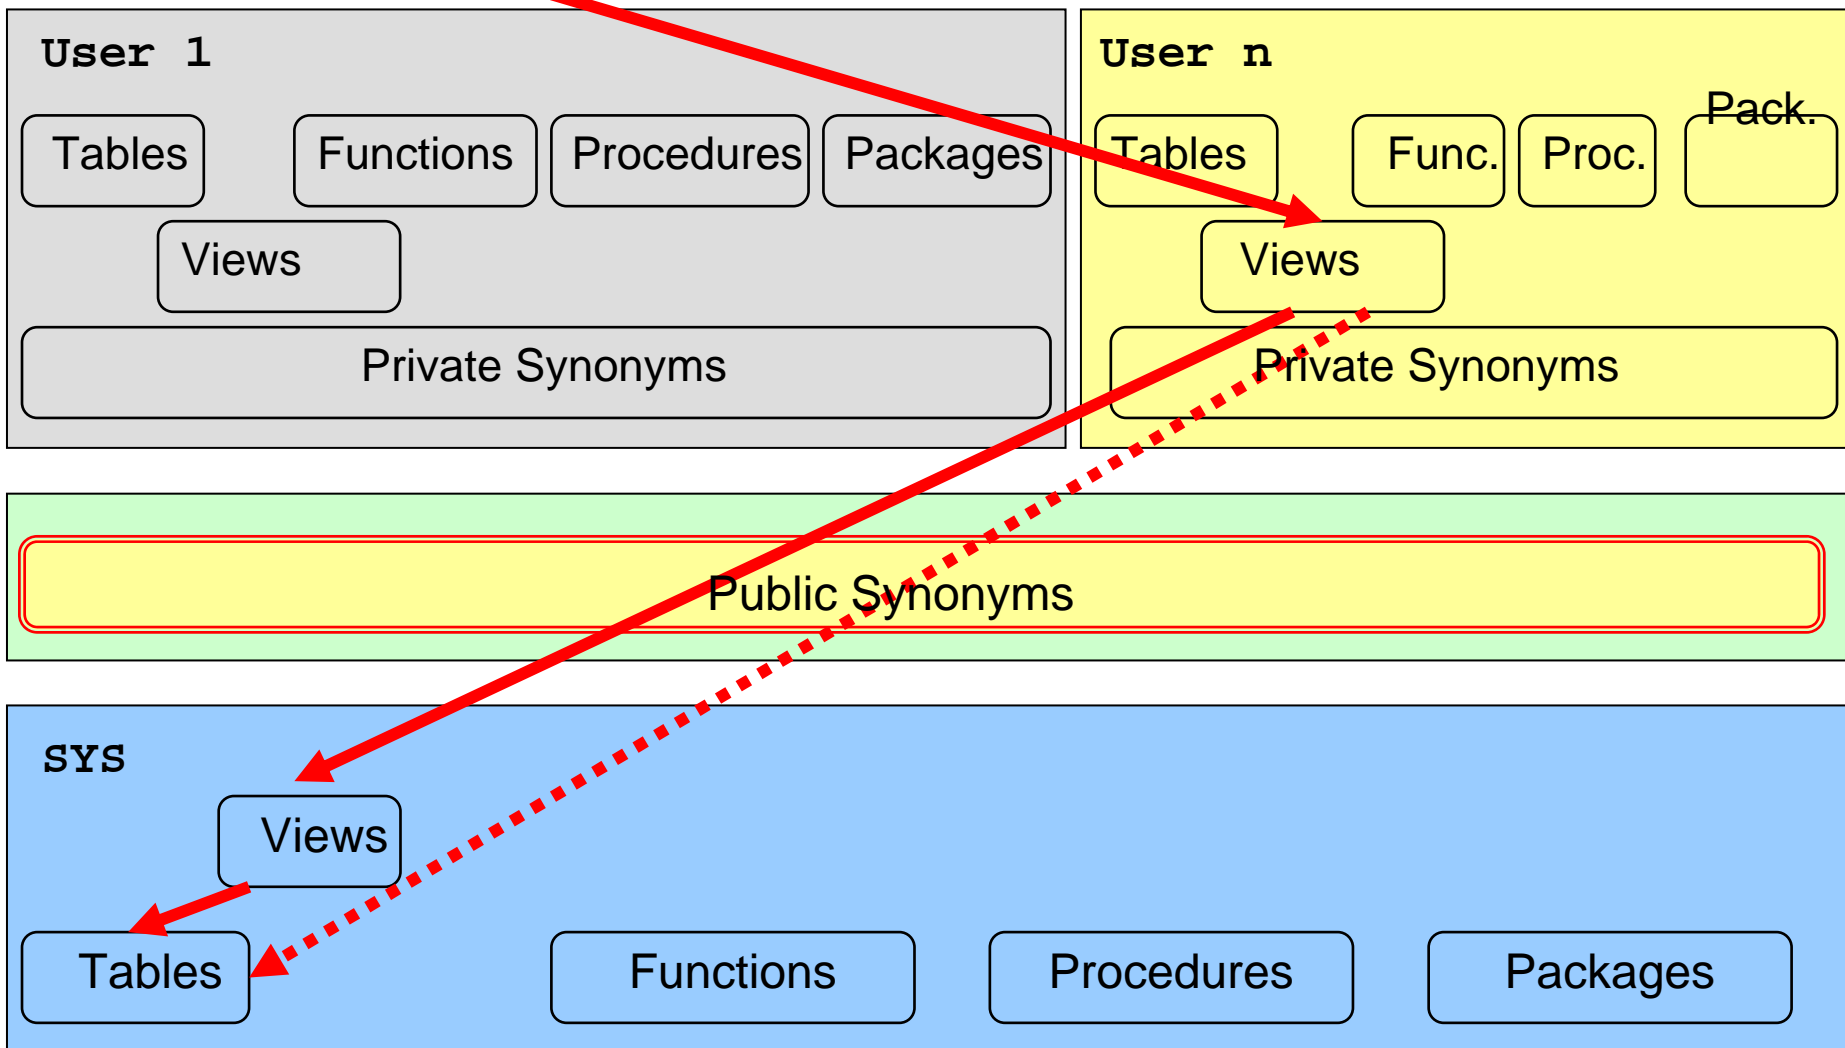 User 1
Tables Functions Procedures Packages
Views
Private Synonyms
User n
Pack.
Tables Func. Proc.
Views
Private Synonyms
Public Synonyms
SYS
Views
Tables Functions Procedures Packages